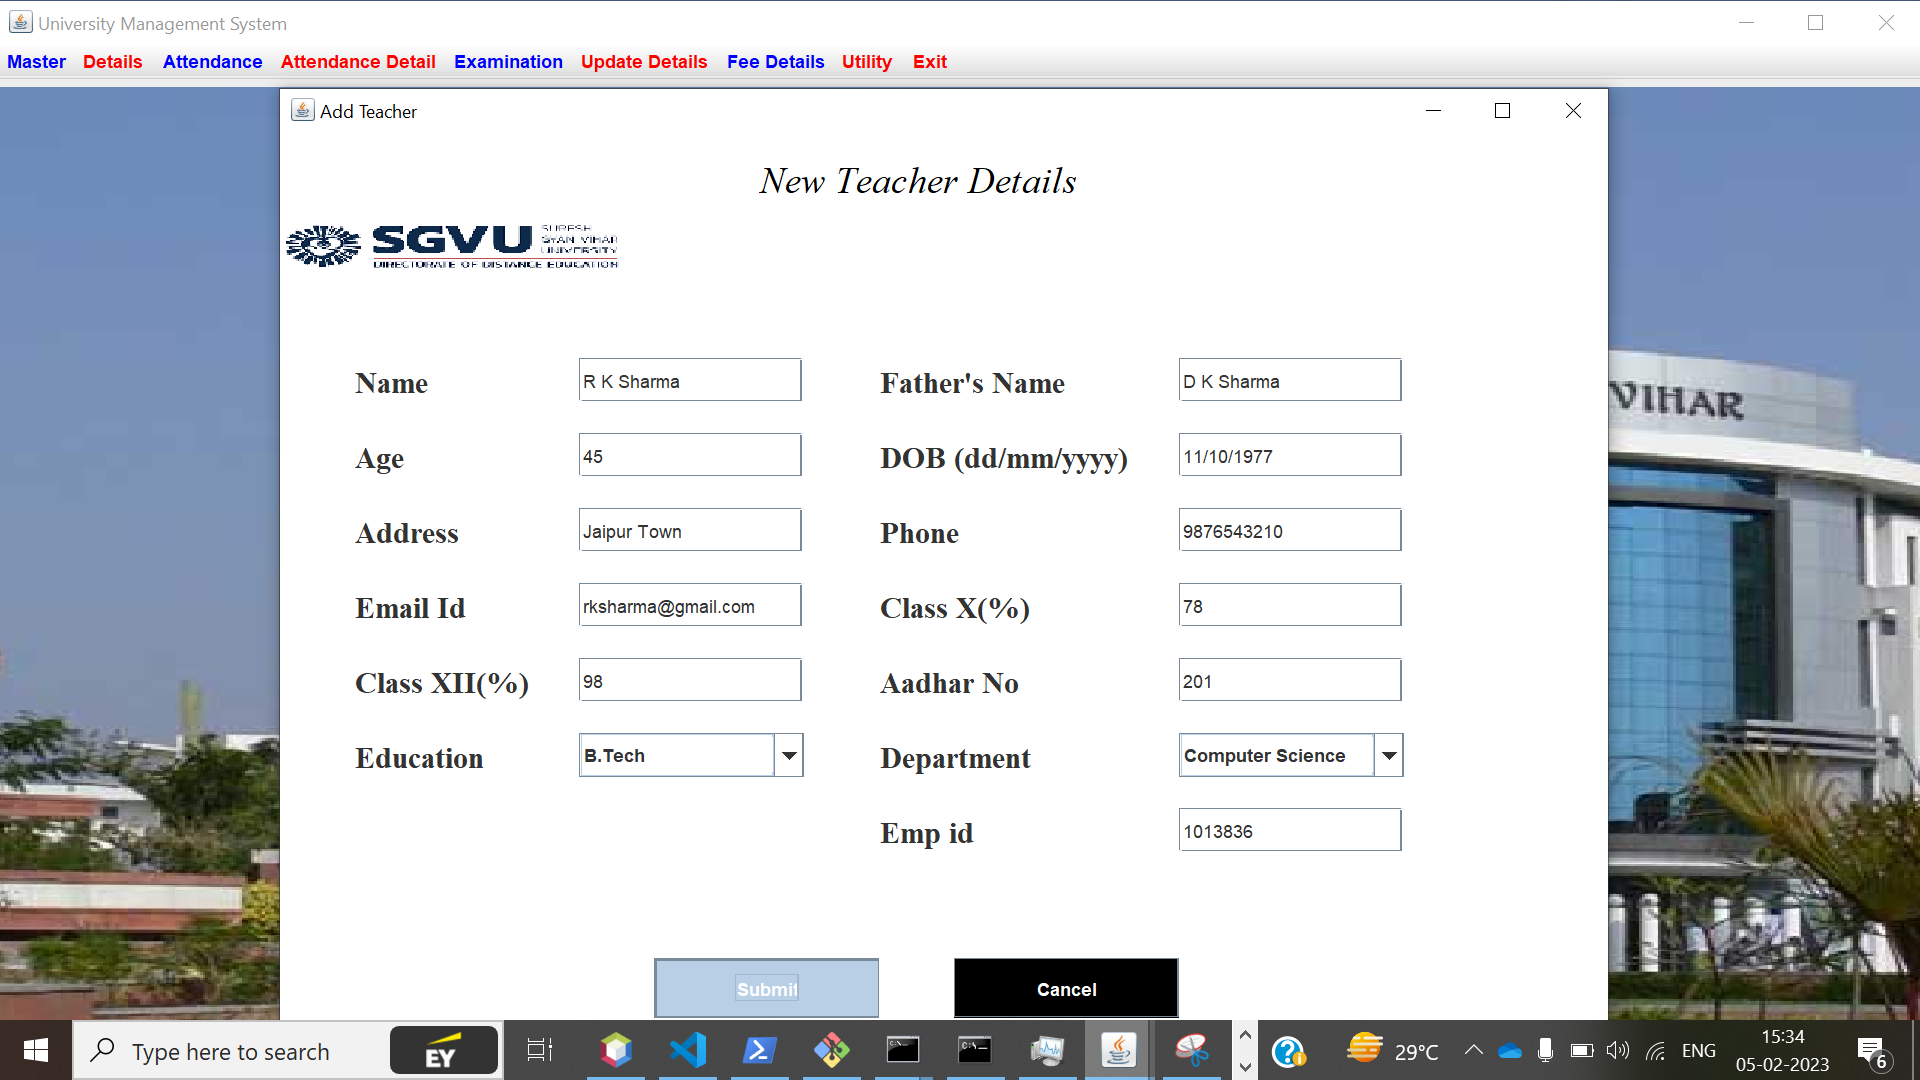 University Management System
Master Details Attendance Attendance Detail Examination Update Details Fee Details Utility Exit
Add Teacher
New Teacher Details
SGVU SURESH GYAN VIHAR UNIVERSITY
DIRECTORATE OF DISTANCE EDUCATION
VIHAR
Name R K Sharma Father's Name D K Sharma
Age 45 DOB (dd/mm/yyyy) 11/10/1977
Address Jaipur Town Phone 9876543210
Email Id rksharma@gmail.com Class X(%) 78
Class XII(%) 98 Aadhar No 201
Education B.Tech Department Computer Science
Emp id 1013836
Submit Cancel
Type here to search EY 29°C ENG 15:34
05-02-2023 6